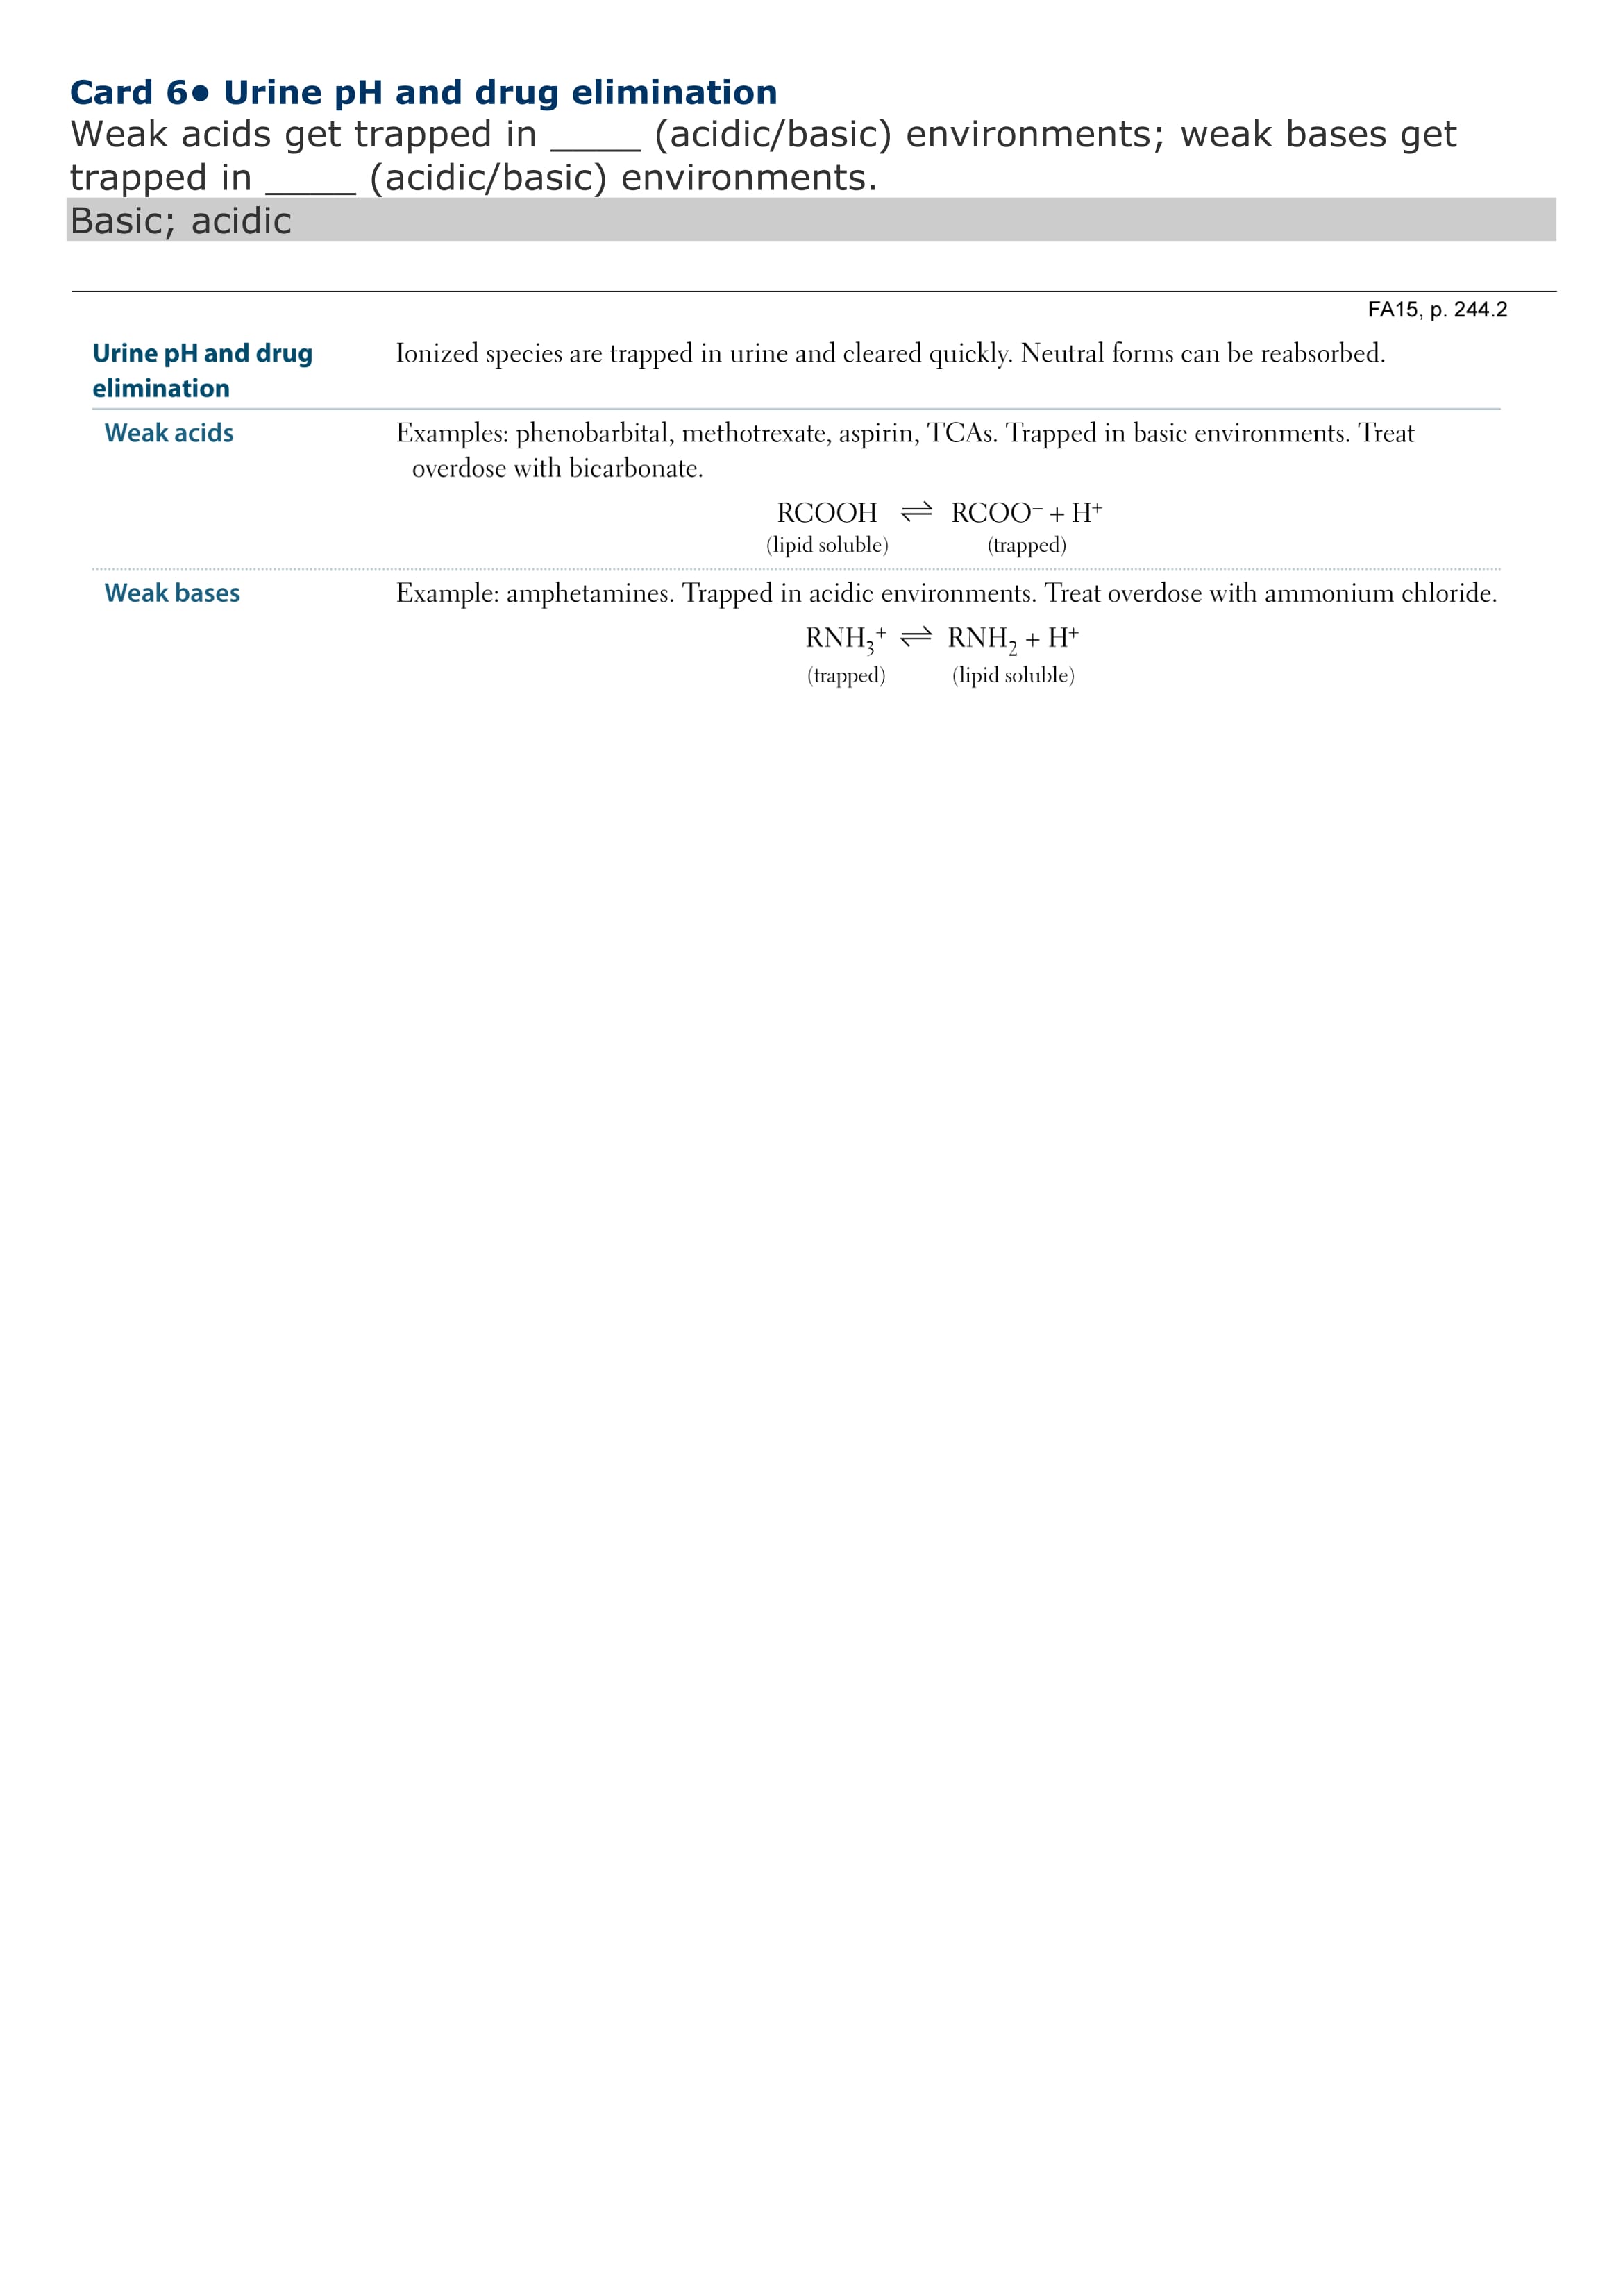 Card 6● Urine pH and drug elimination
Weak acids get trapped in _____ (acidic/basic) environments; weak bases get
trapped in _____ (acidic/basic) environments.
Basic; acidic
FA15, p. 244.2
Urine pH and drug
elimination
Ionized species are trapped in urine and cleared quickly. Neutral forms can be reabsorbed.
Weak acids
Examples: phenobarbital, methotrexate, aspirin, TCAs. Trapped in basic environments. Treat
overdose with bicarbonate.
RCOOH ⇌ RCOO⁻ + H⁺
(lipid soluble) (trapped)
Weak bases
Example: amphetamines. Trapped in acidic environments. Treat overdose with ammonium chloride.
RNH₃⁺ ⇌ RNH₂ + H⁺
(trapped) (lipid soluble)